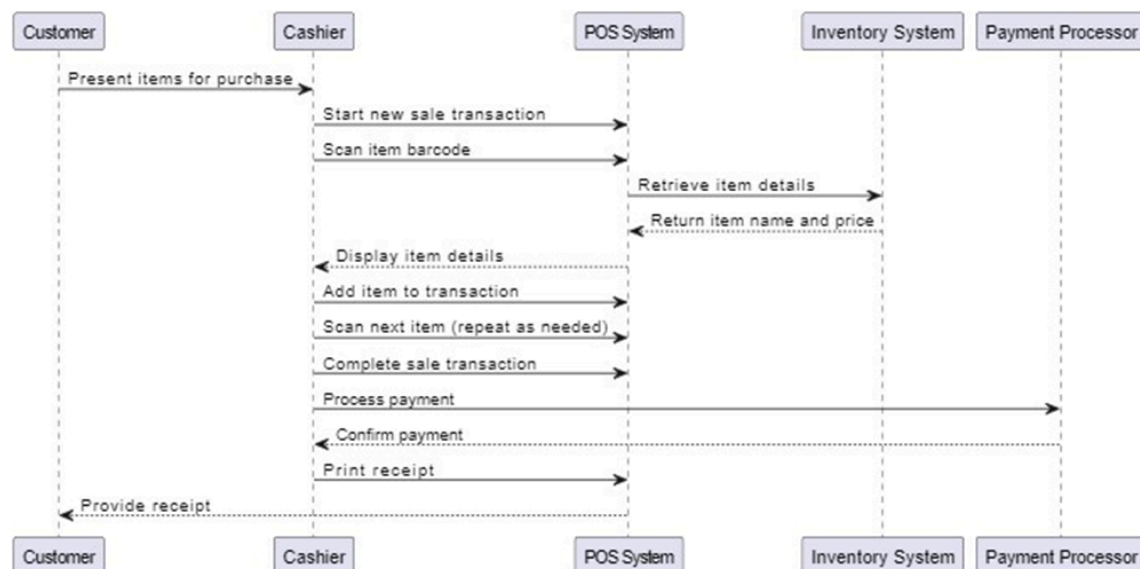 Customer Cashier POS System Inventory System Payment Processor
Present items for purchase
Start new sale transaction
Scan item barcode
Retrieve item details
Return item name and price
Display item details
Add item to transaction
Scan next item (repeat as needed)
Complete sale transaction
Process payment
Confirm payment
Print receipt
Provide receipt
Customer Cashier POS System Inventory System Payment Processor